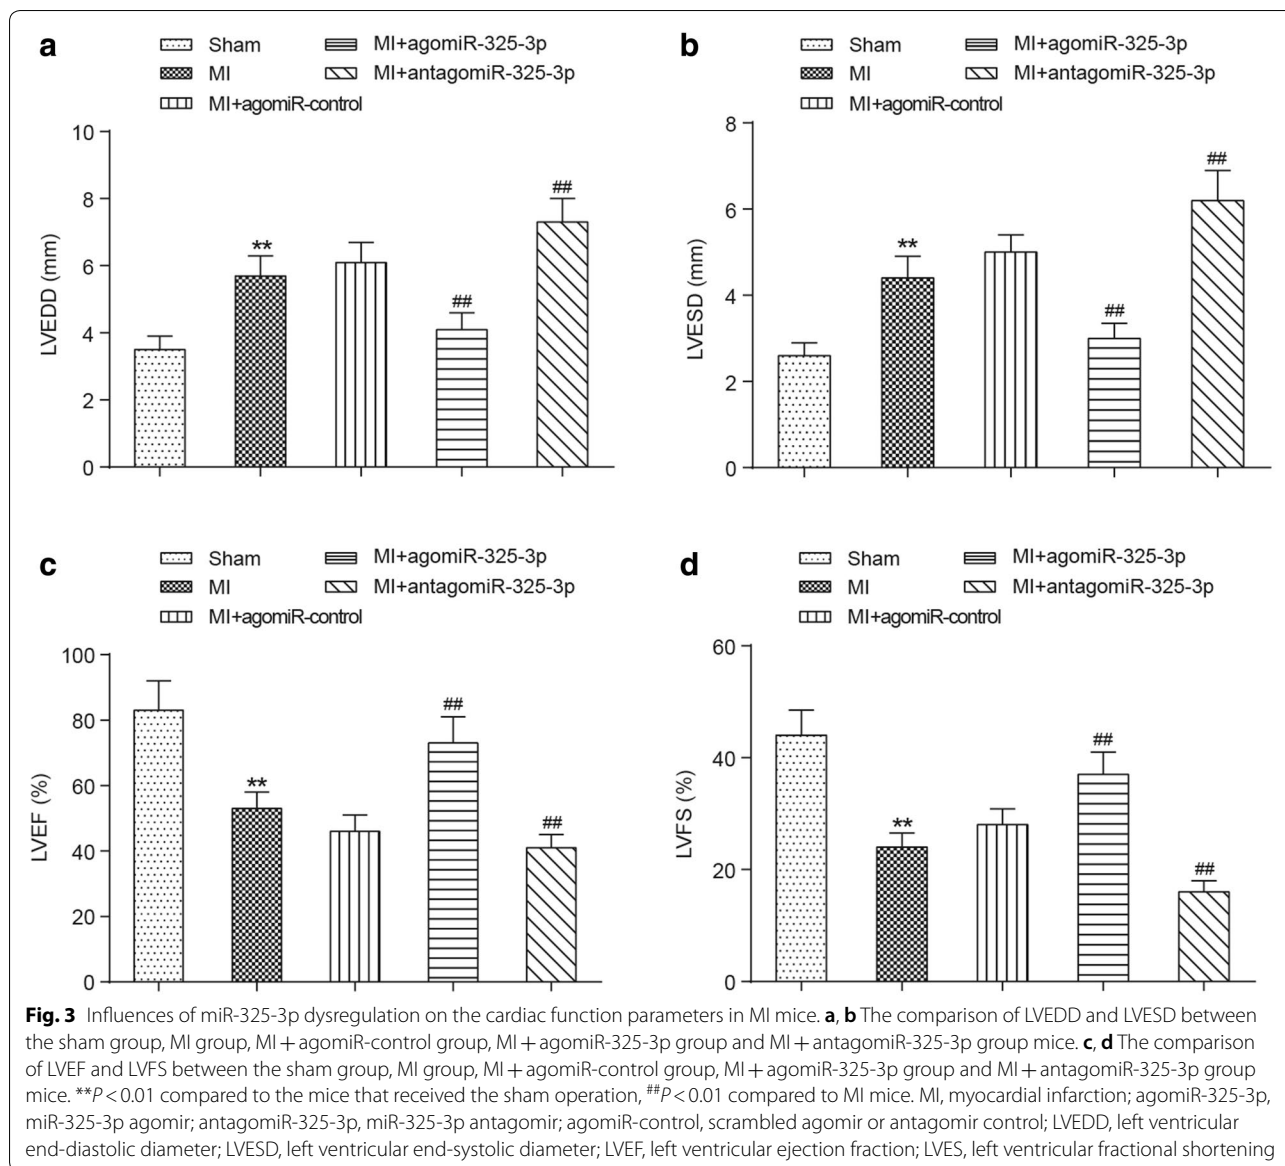 a
Sham
MI
MI+agomiR-control
MI+agomiR-325-3p
MI+antagomiR-325-3p
LVEDD (mm)
10
8
6
4
2
0
**
##
##
b
Sham
MI
MI+agomiR-control
MI+agomiR-325-3p
MI+antagomiR-325-3p
LVESD (mm)
8
6
4
2
0
**
##
##
c
Sham
MI
MI+agomiR-control
MI+agomiR-325-3p
MI+antagomiR-325-3p
LVEF (%)
100
80
60
40
20
0
**
##
##
d
Sham
MI
MI+agomiR-control
MI+agomiR-325-3p
MI+antagomiR-325-3p
LVFS (%)
60
40
20
0
**
##
##
Fig. 3 Influences of miR-325-3p dysregulation on the cardiac function parameters in MI mice. a, b The comparison of LVEDD and LVESD between
the sham group, MI group, MI + agomiR-control group, MI + agomiR-325-3p group and MI + antagomiR-325-3p group mice. c, d The comparison
of LVEF and LVFS between the sham group, MI group, MI + agomiR-control group, MI + agomiR-325-3p group and MI + antagomiR-325-3p group
mice. **P < 0.01 compared to the mice that received the sham operation, ##P < 0.01 compared to MI mice. MI, myocardial infarction; agomiR-325-3p,
miR-325-3p agomir; antagomiR-325-3p, miR-325-3p antagomir; agomiR-control, scrambled agomir or antagomir control; LVEDD, left ventricular
end-diastolic diameter; LVESD, left ventricular end-systolic diameter; LVEF, left ventricular ejection fraction; LVES, left ventricular fractional shortening